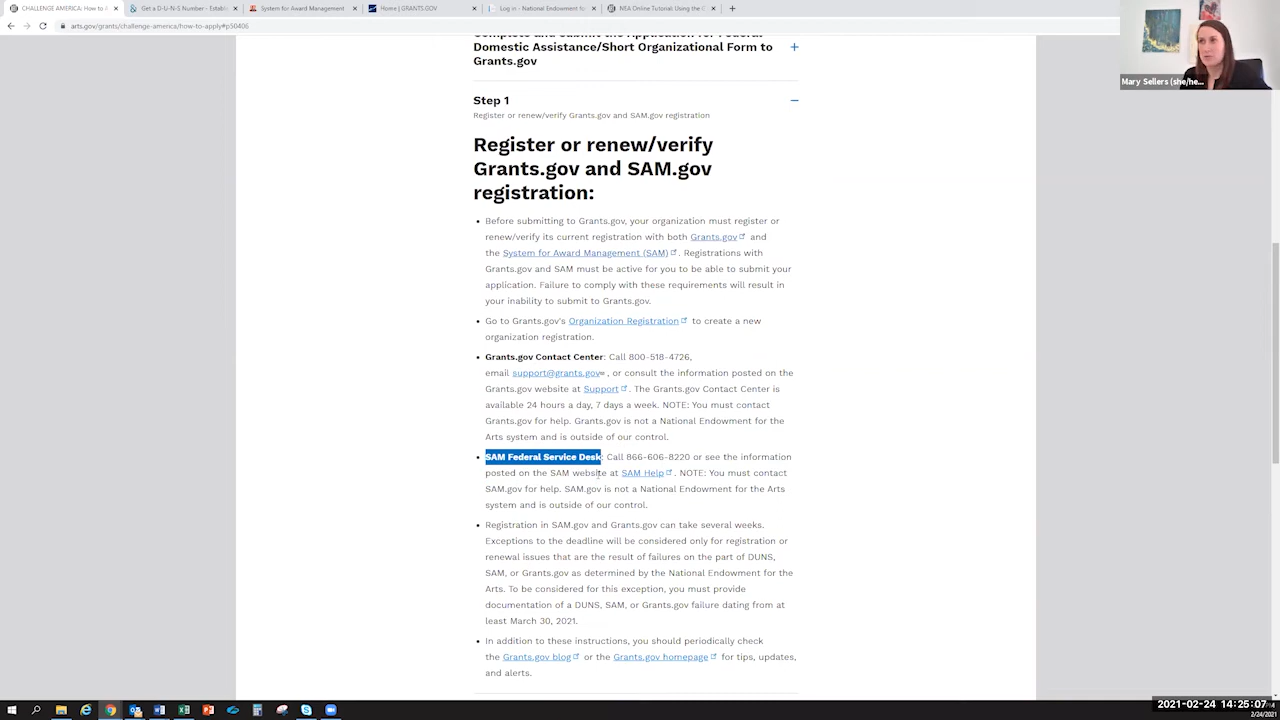 CHALLENGE AMERICA: How to A
Get a D-U-N-S Number - Establi
System for Award Management
Home | GRANTS.GOV
Log in - National Endowment fo
NEA Online Tutorial: Using the G
arts.gov/grants/challenge-america/how-to-apply#p50406
Complete and Submit the Application for Federal
Domestic Assistance/Short Organizational Form to
Grants.gov
Step 1
Register or renew/verify Grants.gov and SAM.gov registration
Register or renew/verify
Grants.gov and SAM.gov
registration:
Before submitting to Grants.gov, your organization must register or
renew/verify its current registration with both Grants.gov and
the System for Award Management (SAM). Registrations with
Grants.gov and SAM must be active for you to be able to submit your
application. Failure to comply with these requirements will result in
your inability to submit to Grants.gov.
Go to Grants.gov's Organization Registration to create a new
organization registration.
Grants.gov Contact Center: Call 800-518-4726,
email support@grants.gov, or consult the information posted on the
Grants.gov website at Support. The Grants.gov Contact Center is
available 24 hours a day, 7 days a week. NOTE: You must contact
Grants.gov for help. Grants.gov is not a National Endowment for the
Arts system and is outside of our control.
SAM Federal Service Desk: Call 866-606-8220 or see the information
posted on the SAM website at SAM Help. NOTE: You must contact
SAM.gov for help. SAM.gov is not a National Endowment for the Arts
system and is outside of our control.
Registration in SAM.gov and Grants.gov can take several weeks.
Exceptions to the deadline will be considered only for registration or
renewal issues that are the result of failures on the part of DUNS,
SAM, or Grants.gov as determined by the National Endowment for the
Arts. To be considered for this exception, you must provide
documentation of a DUNS, SAM, or Grants.gov failure dating from at
least March 30, 2021.
In addition to these instructions, you should periodically check
the Grants.gov blog or the Grants.gov homepage for tips, updates,
and alerts.
Mary Sellers (she/he...
2021-02-24 14:25:07
2/24/2021